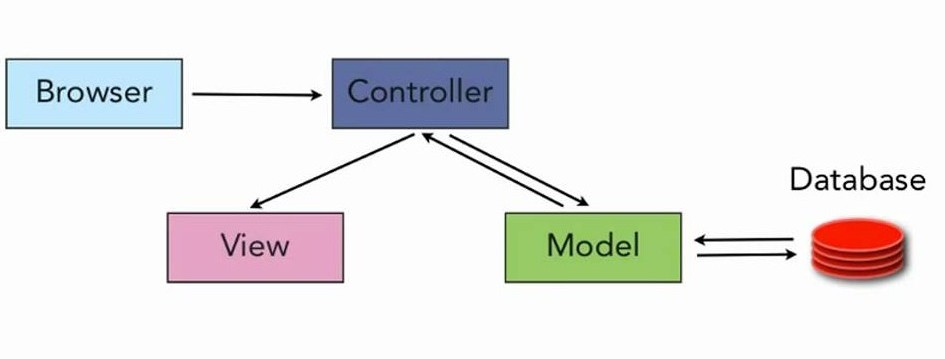 Browser
Controller
Database
View
Model